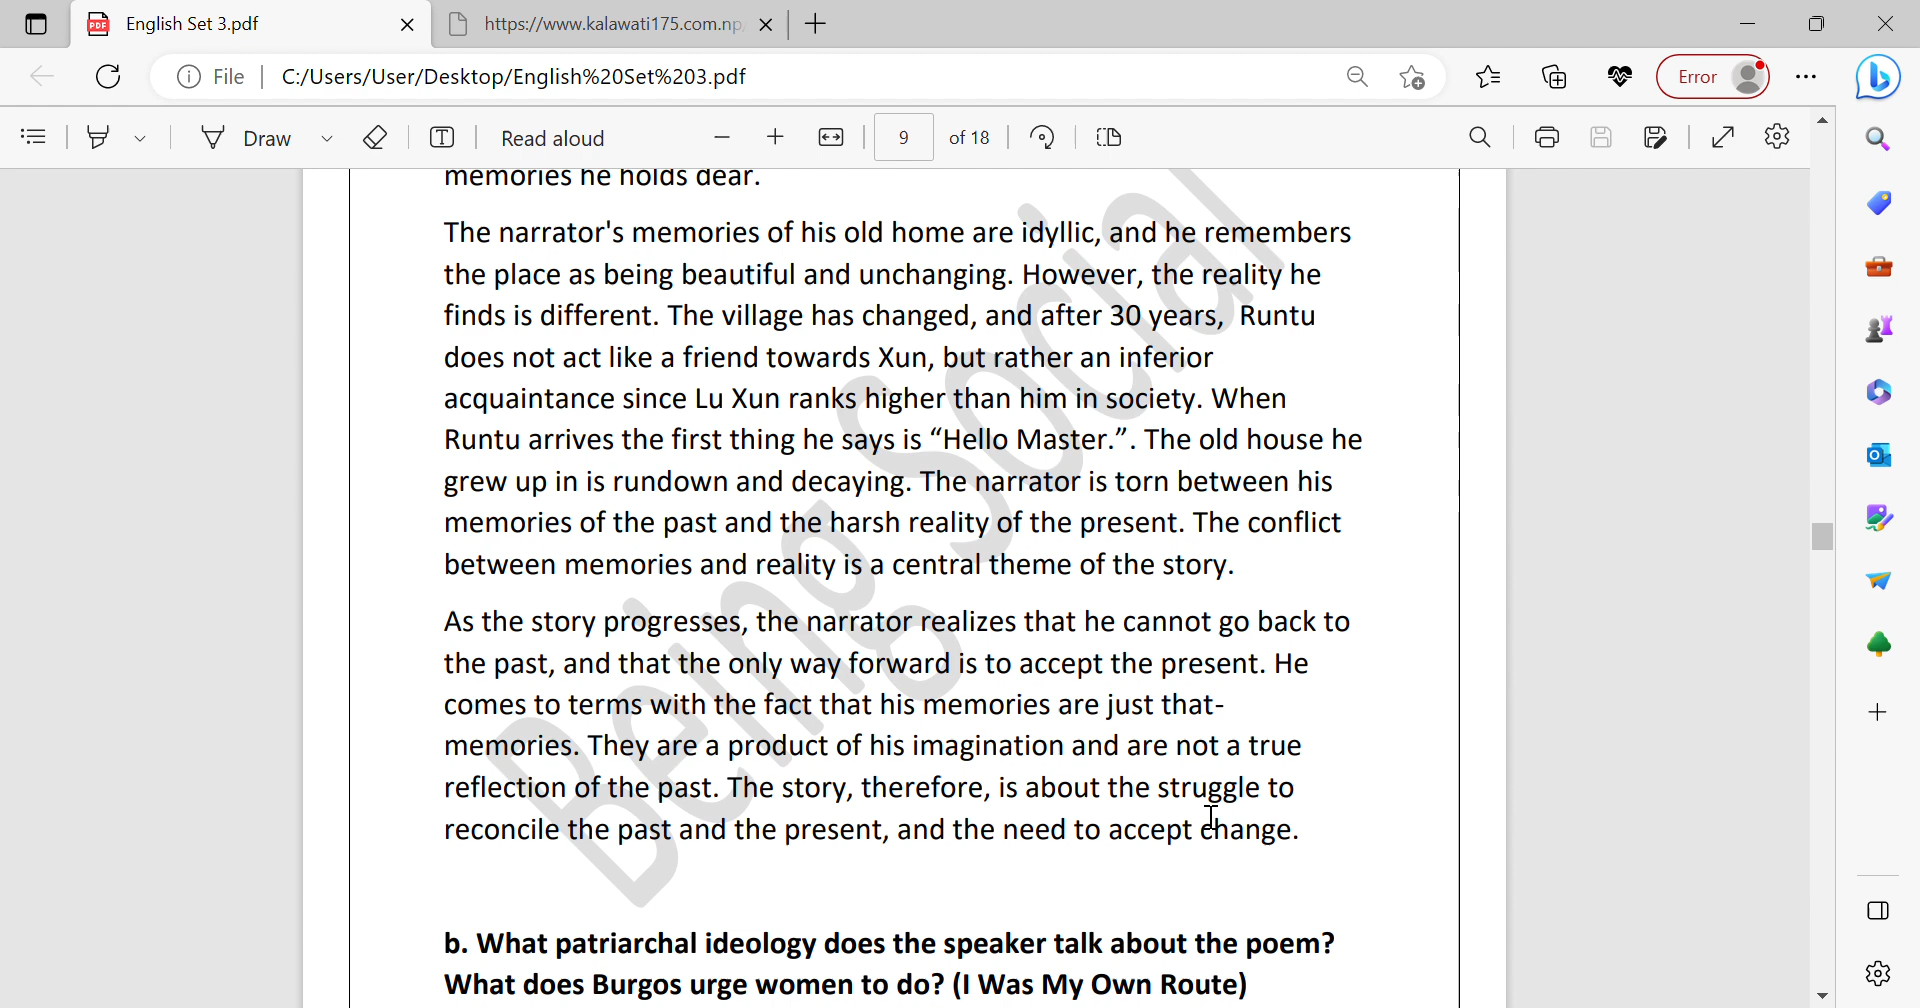 English Set 3.pdf
https://www.kalawati175.com.np/
File
C:/Users/User/Desktop/English%20Set%203.pdf
Error
Draw
Read aloud
9
of 18
memories he holds dear.
The narrator's memories of his old home are idyllic, and he remembers
the place as being beautiful and unchanging. However, the reality he
finds is different. The village has changed, and after 30 years, Runtu
does not act like a friend towards Xun, but rather an inferior
acquaintance since Lu Xun ranks higher than him in society. When
Runtu arrives the first thing he says is “Hello Master.”. The old house he
grew up in is rundown and decaying. The narrator is torn between his
memories of the past and the harsh reality of the present. The conflict
between memories and reality is a central theme of the story.
As the story progresses, the narrator realizes that he cannot go back to
the past, and that the only way forward is to accept the present. He
comes to terms with the fact that his memories are just that-
memories. They are a product of his imagination and are not a true
reflection of the past. The story, therefore, is about the struggle to
reconcile the past and the present, and the need to accept change.
b. What patriarchal ideology does the speaker talk about the poem?
What does Burgos urge women to do? (I Was My Own Route)
Being Social